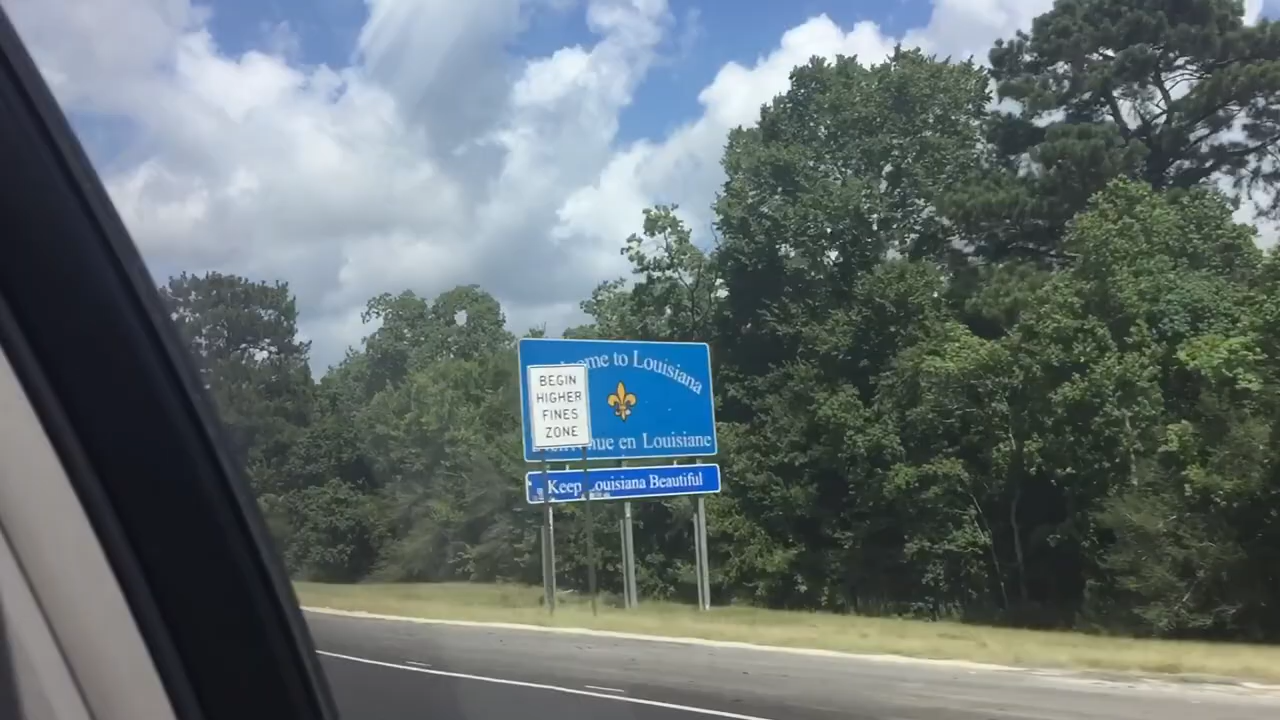 to Louisiana
BEGIN
HIGHER
FINES
ZONE
en Louisiane
Keep Louisiana Beautiful